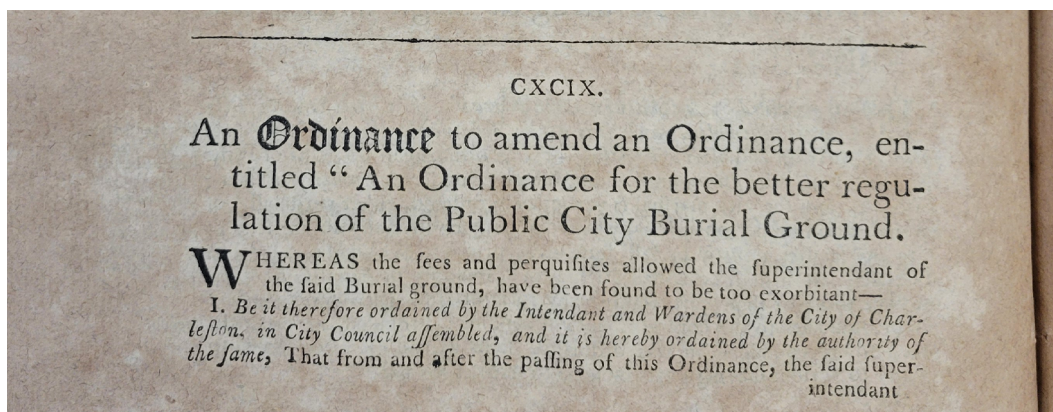 CXCIX.
An Ordinance to amend an Ordinance, en-
titled “ An Ordinance for the better regu-
lation of the Public City Burial Ground.
WHEREAS the fees and perquiſites allowed the ſuperintendant of
the ſaid Burial ground, have been found to be too exorbitant—
I. Be it therefore ordained by the Intendant and Wardens of the City of Char-
leſton, in City Council aſſembled, and it is hereby ordained by the authority of
the ſame, That from and after the paſſing of this Ordinance, the ſaid ſuper-
intendant